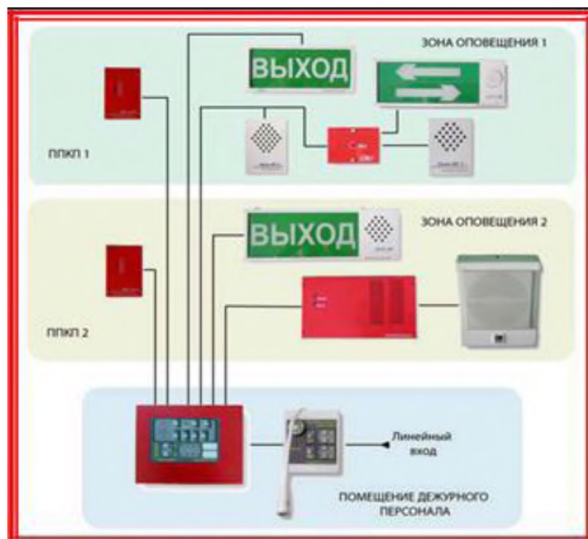 ЗОНА ОПОВЕЩЕНИЯ 1
ВЫХОД
ППКП 1
ЗОНА ОПОВЕЩЕНИЯ 2
ВЫХОД
ППКП 2
Линейный
вход
ПОМЕЩЕНИЕ ДЕЖУРНОГО
ПЕРСОНАЛА